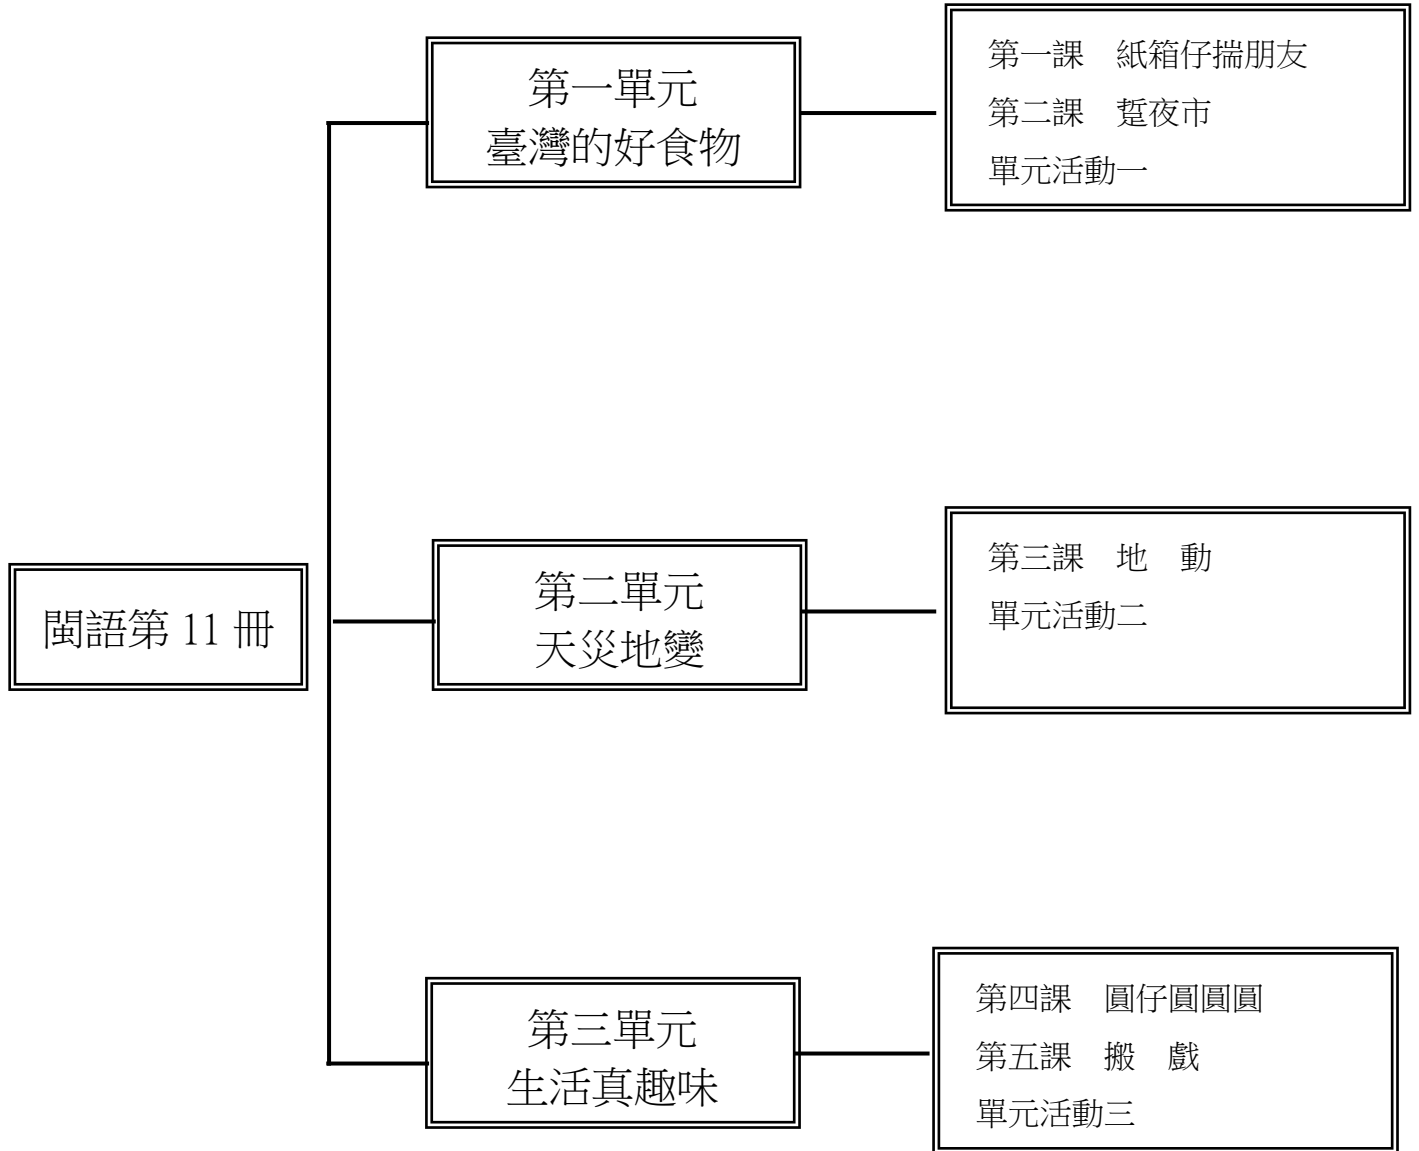 閩語第 11 冊
第一單元
臺灣的好食物
第一課　紙箱仔揣朋友
第二課　踅夜市
單元活動一
第二單元
天災地變
第三課　地　動
單元活動二
第三單元
生活真趣味
第四課　圓仔圓圓圓
第五課　搬　戲
單元活動三